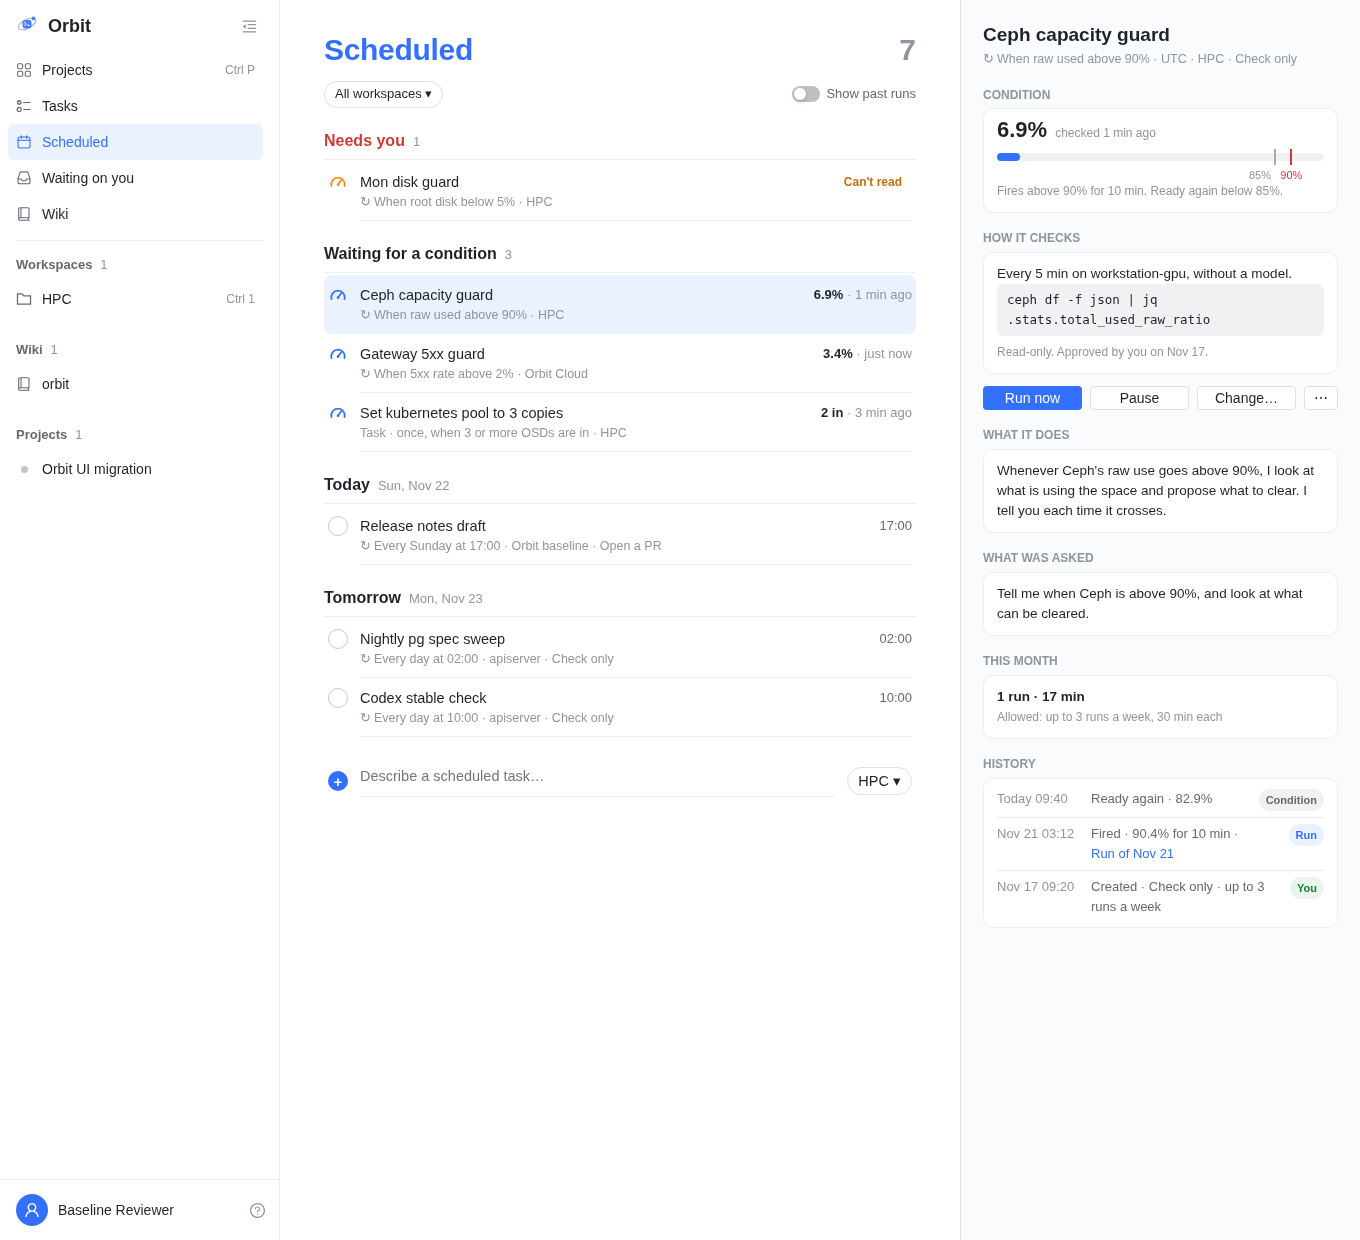 Orbit
Projects Ctrl P
Tasks
Scheduled
Waiting on you
Wiki
Workspaces 1
HPC Ctrl 1
Wiki 1
orbit
Projects 1
Orbit UI migration
Baseline Reviewer
Scheduled 7
All workspaces ▾ Show past runs
Needs you 1
Mon disk guard Can't read
↻ When root disk below 5% · HPC
Waiting for a condition 3
Ceph capacity guard 6.9% · 1 min ago
↻ When raw used above 90% · HPC
Gateway 5xx guard 3.4% · just now
↻ When 5xx rate above 2% · Orbit Cloud
Set kubernetes pool to 3 copies 2 in · 3 min ago
Task · once, when 3 or more OSDs are in · HPC
Today Sun, Nov 22
Release notes draft 17:00
↻ Every Sunday at 17:00 · Orbit baseline · Open a PR
Tomorrow Mon, Nov 23
Nightly pg spec sweep 02:00
↻ Every day at 02:00 · apiserver · Check only
Codex stable check 10:00
↻ Every day at 10:00 · apiserver · Check only
+ Describe a scheduled task… HPC ▾
Ceph capacity guard
↻ When raw used above 90% · UTC · HPC · Check only
CONDITION
6.9% checked 1 min ago
85% 90%
Fires above 90% for 10 min. Ready again below 85%.
HOW IT CHECKS
Every 5 min on workstation-gpu, without a model.
ceph df -f json | jq
.stats.total_used_raw_ratio
Read-only. Approved by you on Nov 17.
Run now Pause Change… ⋯
WHAT IT DOES
Whenever Ceph's raw use goes above 90%, I look at
what is using the space and propose what to clear. I
tell you each time it crosses.
WHAT WAS ASKED
Tell me when Ceph is above 90%, and look at what
can be cleared.
THIS MONTH
1 run · 17 min
Allowed: up to 3 runs a week, 30 min each
HISTORY
Today 09:40 Ready again · 82.9% Condition
Nov 21 03:12 Fired · 90.4% for 10 min · Run
Run of Nov 21
Nov 17 09:20 Created · Check only · up to 3 You
runs a week